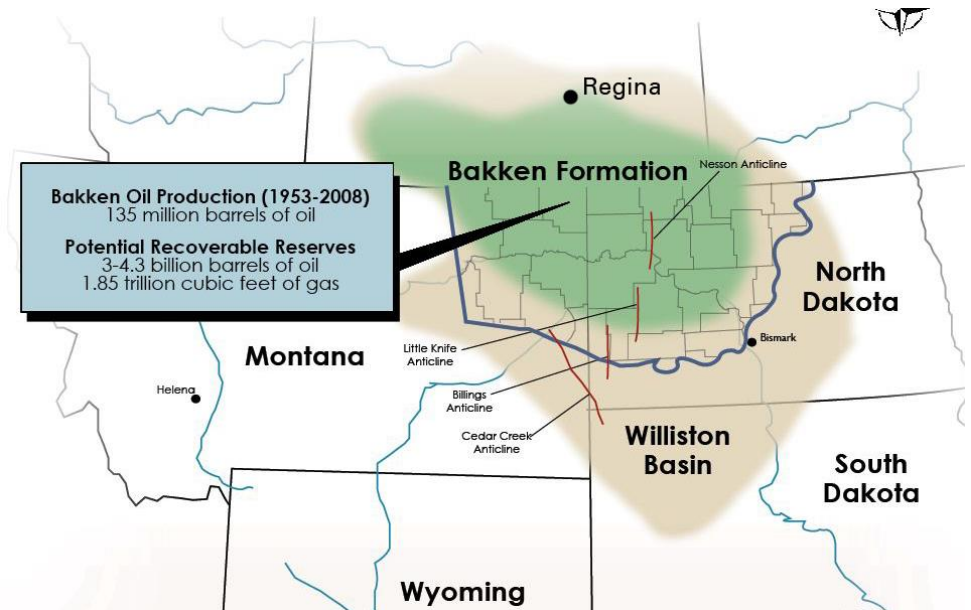 Regina
Bakken Formation
Nesson Anticline
Bakken Oil Production (1953-2008)
135 million barrels of oil
Potential Recoverable Reserves
3-4.3 billion barrels of oil
1.85 trillion cubic feet of gas
North
Dakota
Bismark
Montana
Little Knife
Anticline
Helena
Billings
Anticline
Cedar Creek
Anticline
Williston
Basin
South
Dakota
Wyoming